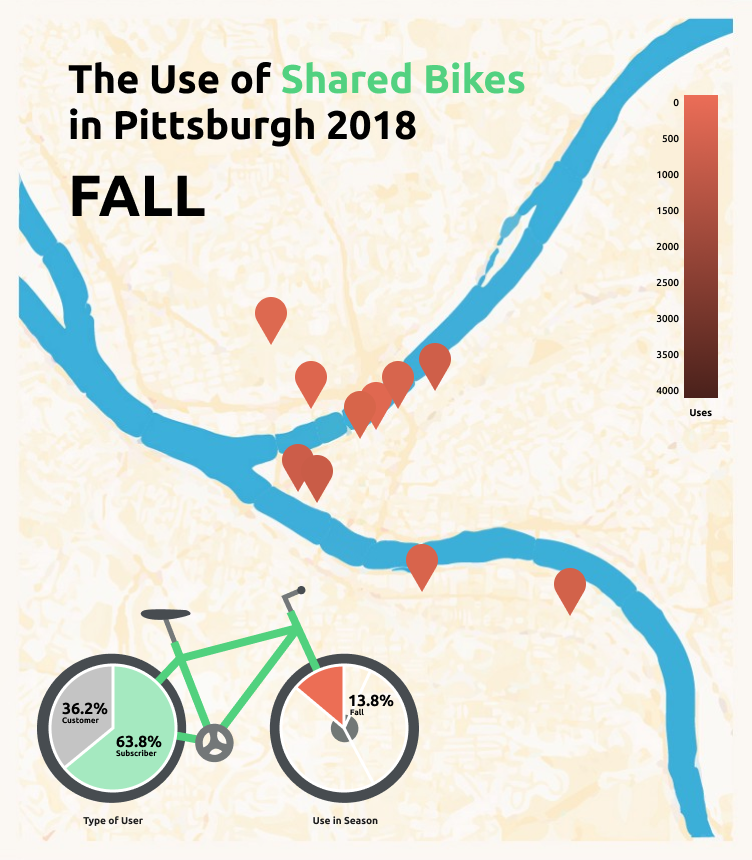 The Use of Shared Bikes
in Pittsburgh 2018
FALL
0
500
1000
1500
2000
2500
3000
3500
4000
Uses
36.2%
Customer
63.8%
Subscriber
Type of User
13.8%
Fall
Use in Season